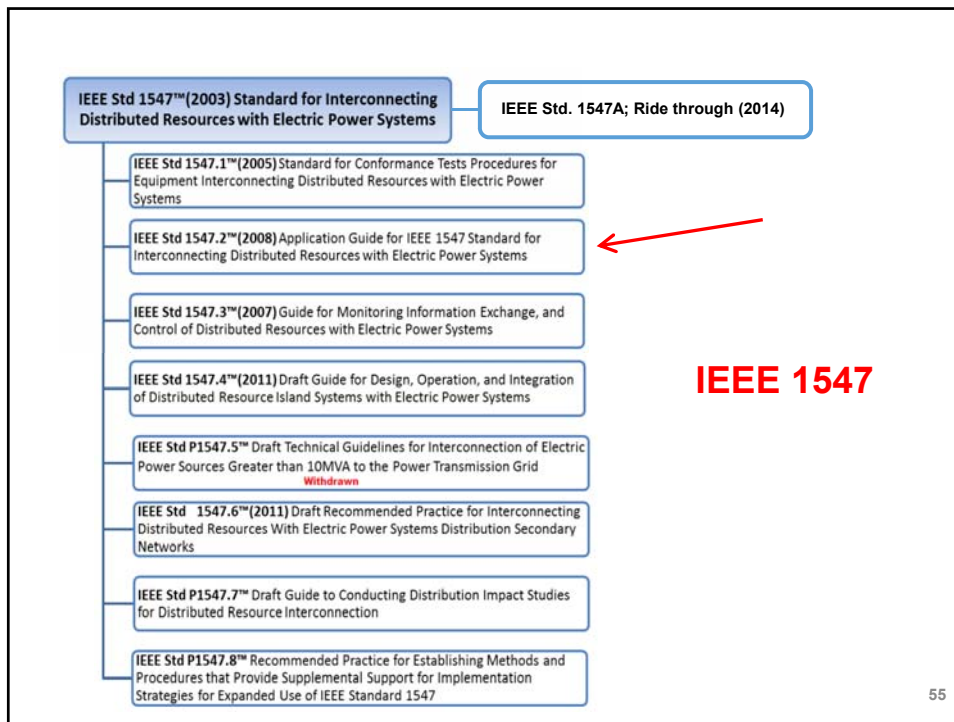 IEEE Std 1547™(2003) Standard for Interconnecting
Distributed Resources with Electric Power Systems
IEEE Std. 1547A; Ride through (2014)
IEEE Std 1547.1™(2005) Standard for Conformance Tests Procedures for
Equipment Interconnecting Distributed Resources with Electric Power
Systems
IEEE Std 1547.2™(2008) Application Guide for IEEE 1547 Standard for
Interconnecting Distributed Resources with Electric Power Systems
IEEE Std 1547.3™(2007) Guide for Monitoring Information Exchange, and
Control of Distributed Resources with Electric Power Systems
IEEE Std 1547.4™(2011) Draft Guide for Design, Operation, and Integration
of Distributed Resource Island Systems with Electric Power Systems
IEEE 1547
IEEE Std P1547.5™ Draft Technical Guidelines for Interconnection of Electric
Power Sources Greater than 10MVA to the Power Transmission Grid
Withdrawn
IEEE Std 1547.6™(2011) Draft Recommended Practice for Interconnecting
Distributed Resources With Electric Power Systems Distribution Secondary
Networks
IEEE Std P1547.7™ Draft Guide to Conducting Distribution Impact Studies
for Distributed Resource Interconnection
IEEE Std P1547.8™ Recommended Practice for Establishing Methods and
Procedures that Provide Supplemental Support for Implementation
Strategies for Expanded Use of IEEE Standard 1547
55